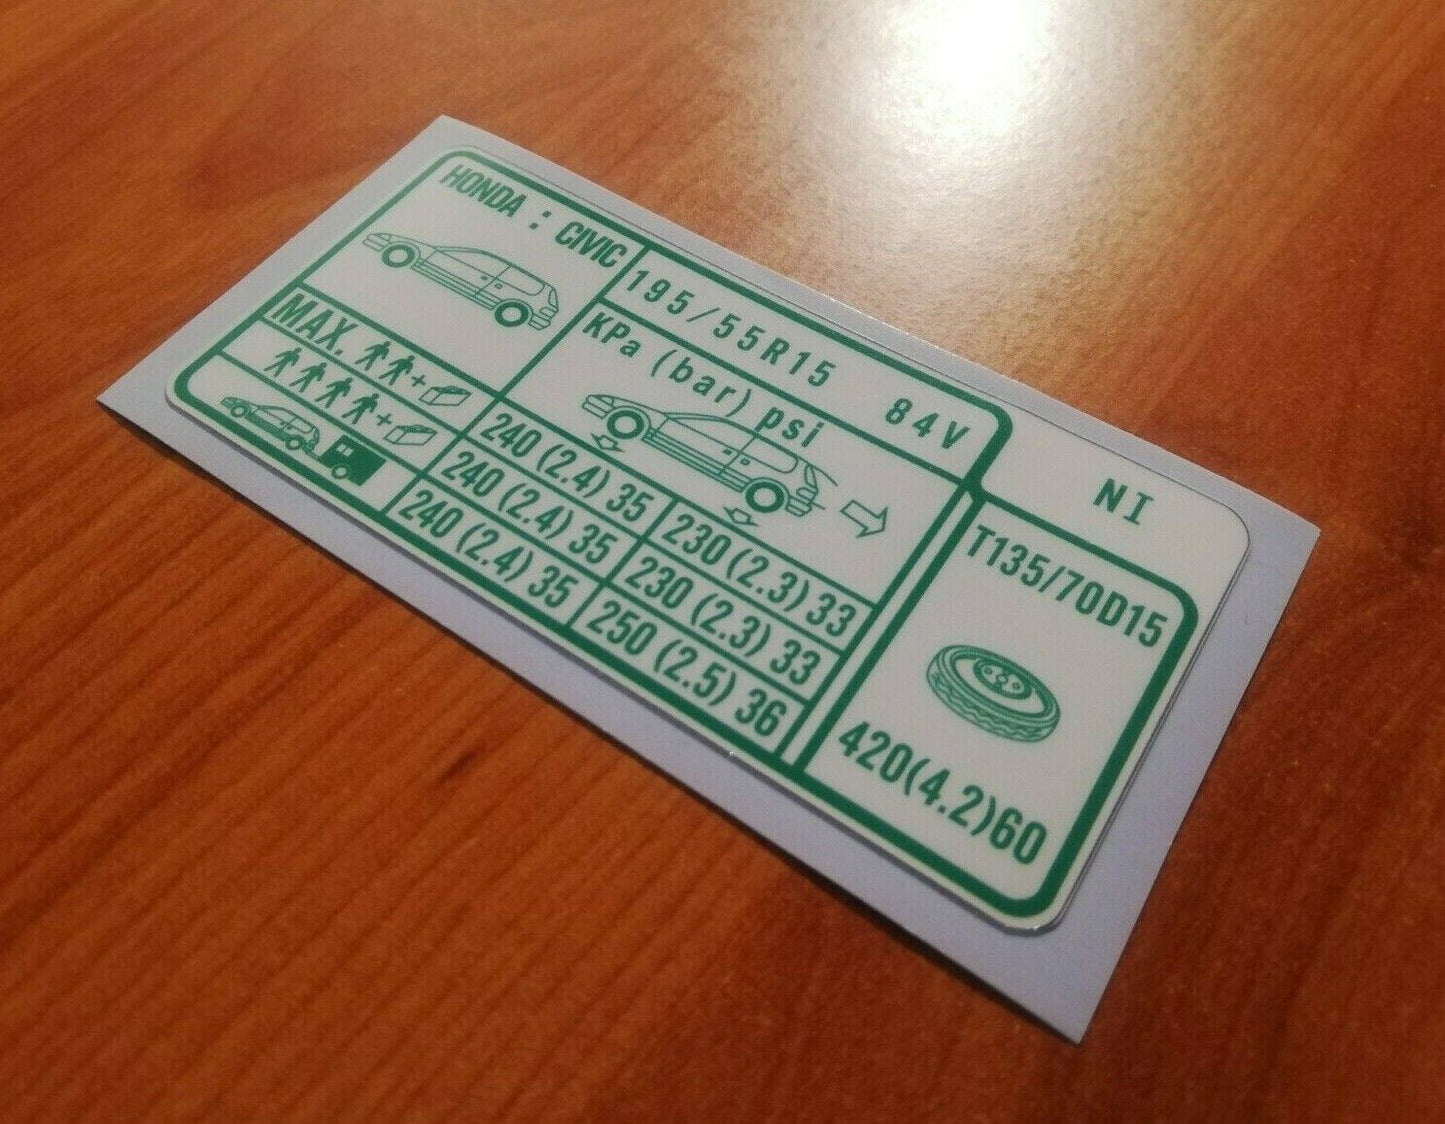 HONDA : CIVIC
195/55R15 84V
NI
KPa (bar) psi
MAX.
240 (2.4) 35
230 (2.3) 33
240 (2.4) 35
230 (2.3) 33
240 (2.4) 35
250 (2.5) 36
T135/70D15
420(4.2)60